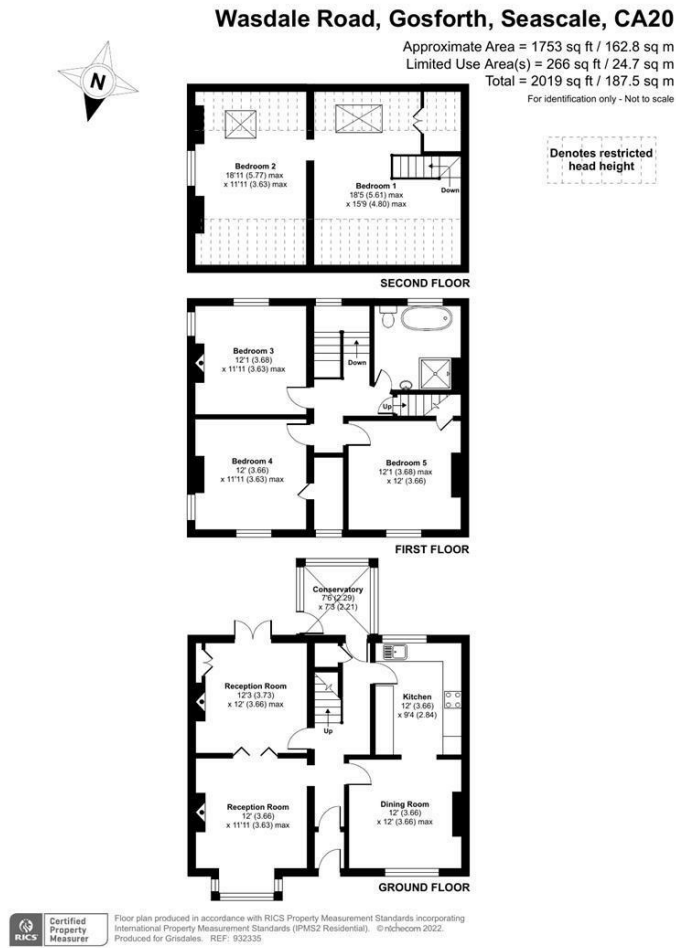 Wasdale Road, Gosforth, Seascale, CA20
Approximate Area = 1753 sq ft / 162.8 sq m
Limited Use Area(s) = 266 sq ft / 24.7 sq m
Total = 2019 sq ft / 187.5 sq m
For identification only - Not to scale
N
Denotes restricted
head height
Bedroom 2
18'11 (5.77) max
x 11'11 (3.63) max
Bedroom 1
18'5 (5.61) max
x 15'9 (4.80) max
Down
SECOND FLOOR
Bedroom 3
12'1 (3.68)
x 11'11 (3.63) max
Down
Up
Bedroom 4
12' (3.66)
x 11'11 (3.63) max
Bedroom 5
12'1 (3.68) max
x 12' (3.66)
FIRST FLOOR
Conservatory
7'6 (2.29)
x 7'3 (2.21)
Reception Room
12'3 (3.73)
x 12' (3.66) max
Up
Kitchen
12' (3.66)
x 9'4 (2.84)
Reception Room
12' (3.66)
x 11'11 (3.63) max
Dining Room
12' (3.66)
x 12' (3.66) max
GROUND FLOOR
RICS
Certified
Property
Measurer
Floor plan produced in accordance with RICS Property Measurement Standards incorporating
International Property Measurement Standards (IPMS2 Residential). © nichecom 2022.
Produced for Grisdales. REF: 932335